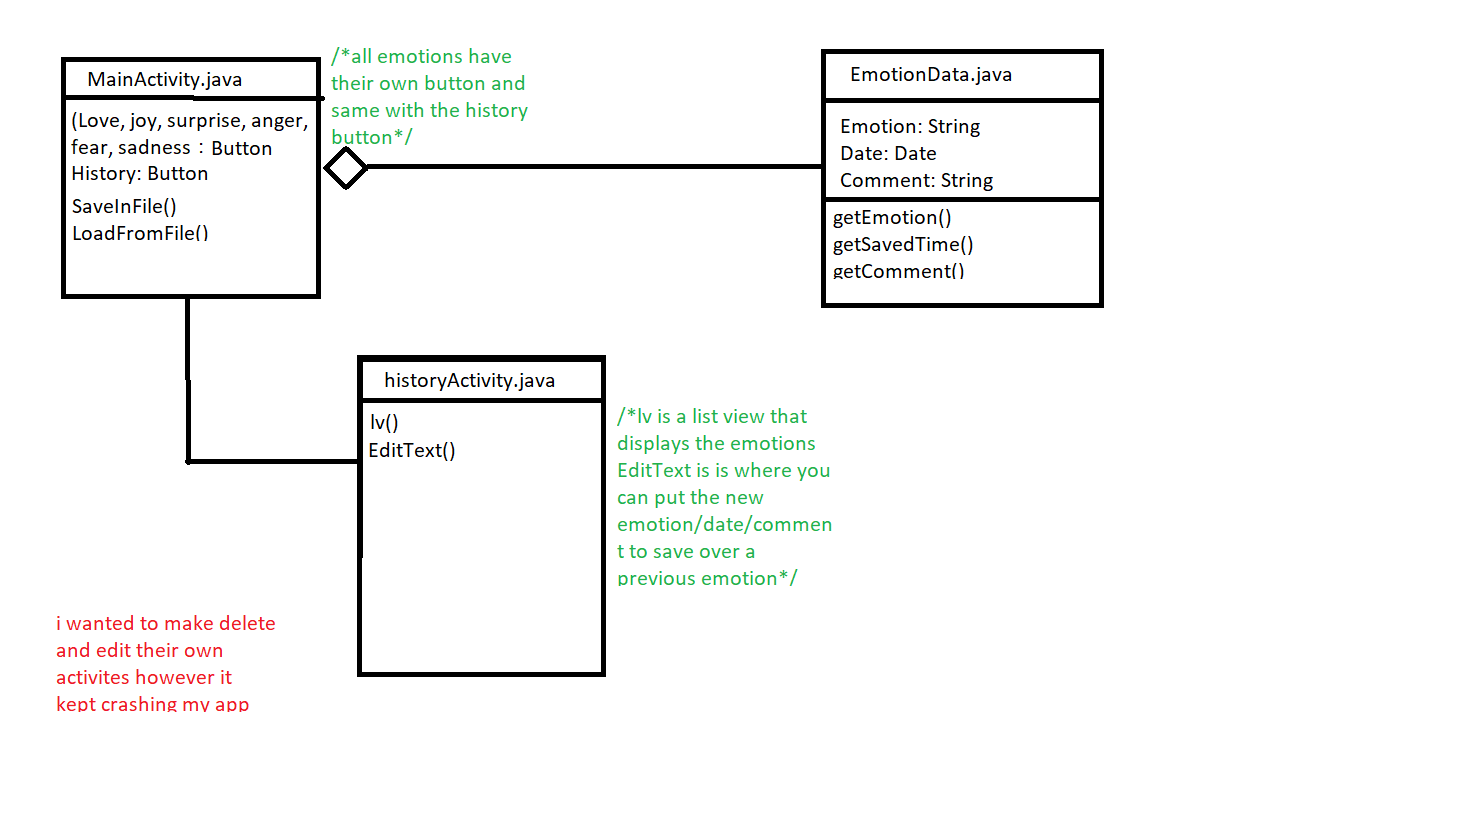 MainActivity.java
(Love, joy, surprise, anger,
fear, sadness : Button
History: Button
SaveInFile()
LoadFromFile()
/*all emotions have
their own button and
same with the history
button*/
EmotionData.java
Emotion: String
Date: Date
Comment: String
getEmotion()
getSavedTime()
getComment()
historyActivity.java
lv()
EditText()
/*lv is a list view that
displays the emotions
EditText is is where you
can put the new
emotion/date/commen
t to save over a
previous emotion*/
i wanted to make delete
and edit their own
activites however it
kept crashing my app